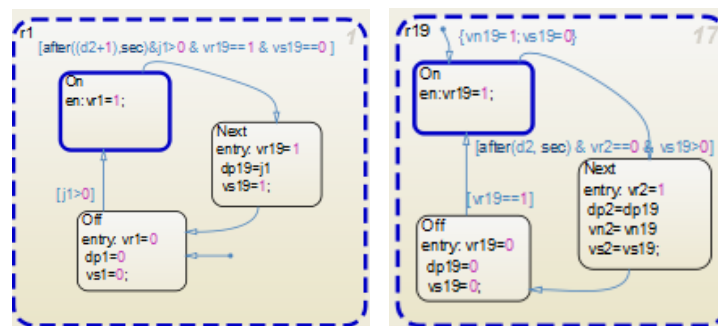 r1
1
[after((d2+1),sec)&j1>0 & vr19==1 & vs19==0 ]
On
en:vr1=1;
Next
entry: vr19=1
dp19=j1
vs19=1;
[j1>0]
Off
entry: vr1=0
dp1=0
vs1=0;
r19
17
{vn19=1;vs19=0}
On
en:vr19=1;
[after(d2, sec) & vr2==0 & vs19>0]
Next
entry: vr2=1
dp2=dp19
vn2=vn19
vs2=vs19;
[vr19==1]
Off
entry: vr19=0
dp19=0
vs19=0;